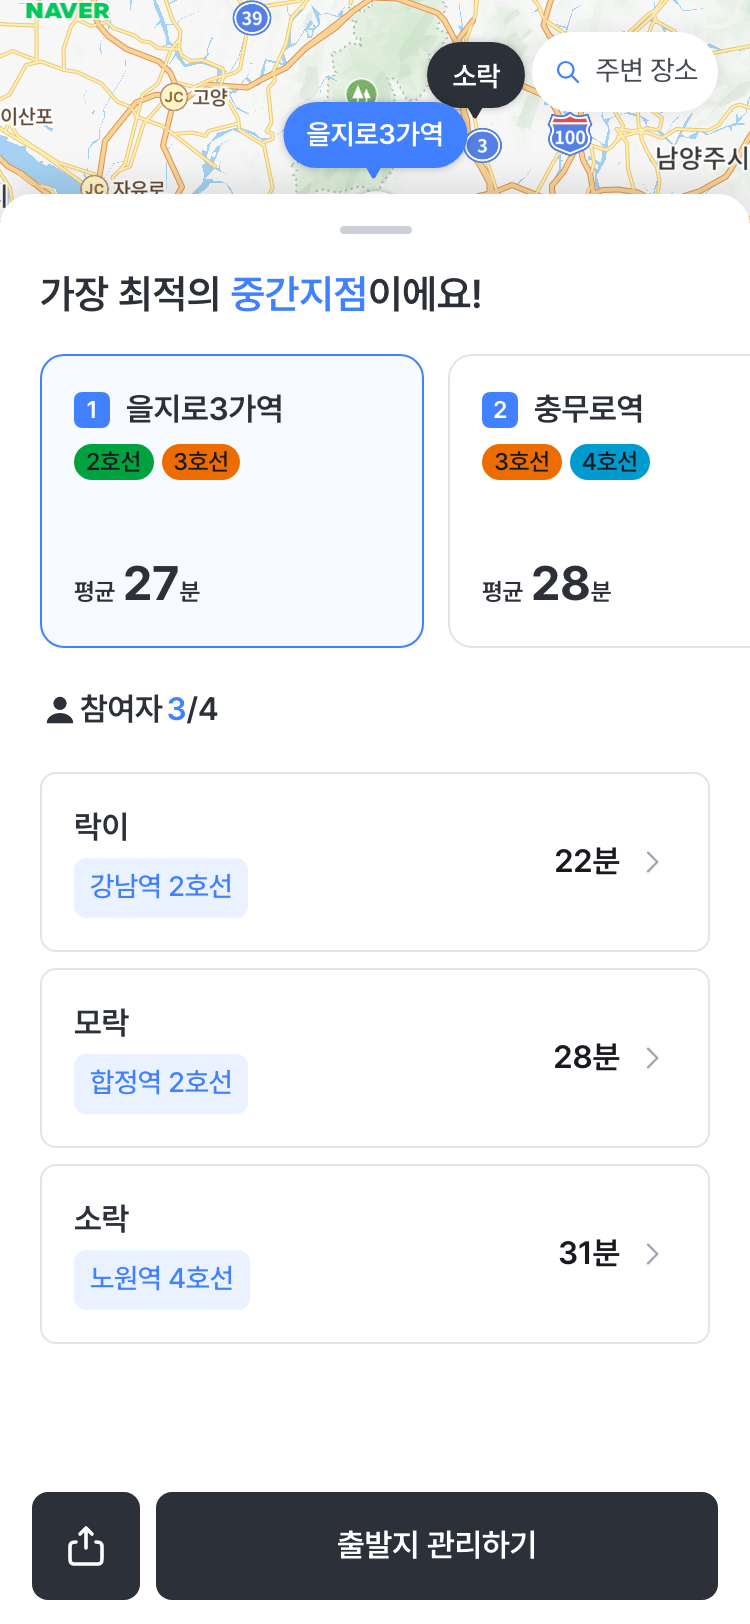 NAVER
39
소락
주변 장소
JC 고양
이산포
을지로3가역
3
100
남양주시
JC 자유로
가장 최적의 중간지점이에요!
1 을지로3가역
2호선 3호선
평균 27분
2 충무로역
3호선 4호선
평균 28분
참여자 3/4
락이
강남역 2호선
22분
모락
합정역 2호선
28분
소락
노원역 4호선
31분
출발지 관리하기